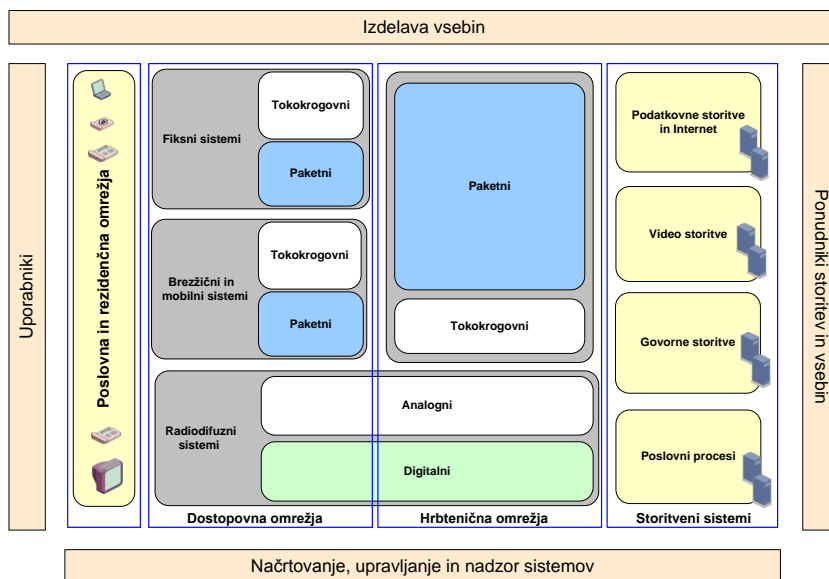 Izdelava vsebin
Uporabniki
Poslovna in rezidenčna omrežja
Fiksni sistemi
Tokokrogovni
Paketni
Brezžični in
mobilni sistemi
Tokokrogovni
Paketni
Radiodifuzni
sistemi
Paketni
Tokokrogovni
Analogni
Digitalni
Dostopovna omrežja
Hrbtenična omrežja
Podatkovne storitve
in Internet
Video storitve
Govorne storitve
Poslovni procesi
Storitveni sistemi
Ponudniki storitev in vsebin
Načrtovanje, upravljanje in nadzor sistemov